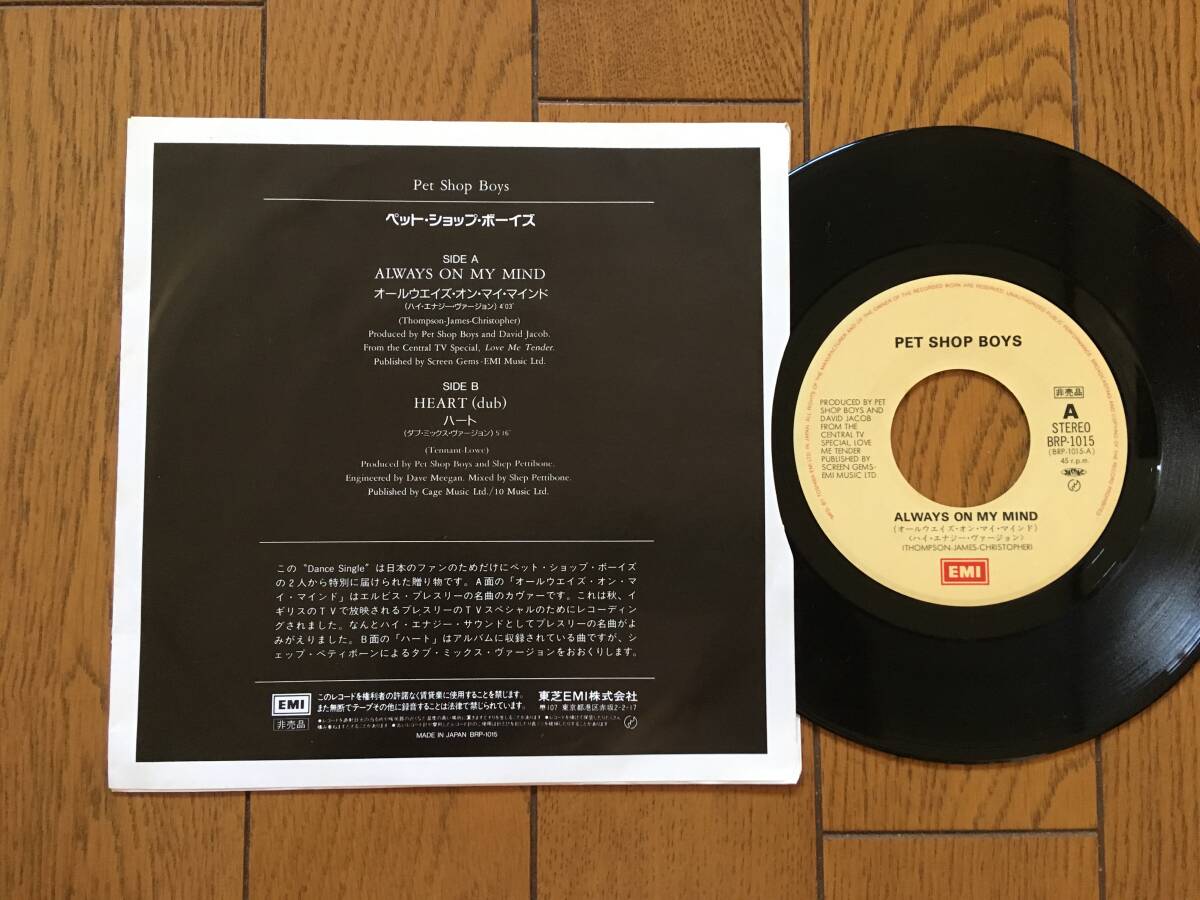 Pet Shop Boys
ペット・ショップ・ボーイズ
SIDE A
ALWAYS ON MY MIND
オールウエイズ・オン・マイ・マインド
(ハイ・エナジー・ヴァージョン) 4'03"
(Thompson-James-Christopher)
Produced by Pet Shop Boys and David Jacob.
From the Central TV Special, Love Me Tender.
Published by Screen Gems-EMI Music Ltd.
SIDE B
HEART (dub)
ハート
(ダブ・ミックス・ヴァージョン) 5'16"
(Tennant-Lowe)
Produced by Pet Shop Boys and Shep Pettibone.
Engineered by Dave Meegan. Mixed by Shep Pettibone.
Published by Cage Music Ltd./10 Music Ltd.
この "Dance Single" は日本のファンのためだけにペット・ショップ・ボーイズ
の2人から特別に届けられた贈り物です。A面の「オールウエイズ・オン・マ
イ・マインド」はエルビス・プレスリーの名曲のカヴァーです。これは秋、イ
ギリスのTVで放映されるプレスリーのTVスペシャルのためにレコーディン
グされました。なんとハイ・エナジー・サウンドとしてプレスリーの名曲がよ
みがえりました。B面の「ハート」はアルバムに収録されている曲ですが、シ
ェップ・ペティボーンによるダブ・ミックス・ヴァージョンをおおくりします。
EMI
非売品
このレコードを権利者の許諾なく賃貸業に使用することを禁じます。
また無断でテープその他に録音することは法律で禁じられています。
東芝EMI株式会社
〒107 東京都港区赤坂2-2-17
MADE IN JAPAN BRP-1015
PET SHOP BOYS
PRODUCED BY PET
SHOP BOYS AND
DAVID JACOB
FROM THE
CENTRAL TV
SPECIAL, LOVE
ME TENDER
PUBLISHED BY
SCREEN GEMS-
EMI MUSIC LTD.
非売品
A
STEREO
BRP-1015
(BRP-1015-A)
45 r.p.m.
ALWAYS ON MY MIND
(オールウエイズ・オン・マイ・マインド)
〈ハイ・エナジー・ヴァージョン〉
(THOMPSON-JAMES-CHRISTOPHER)
EMI